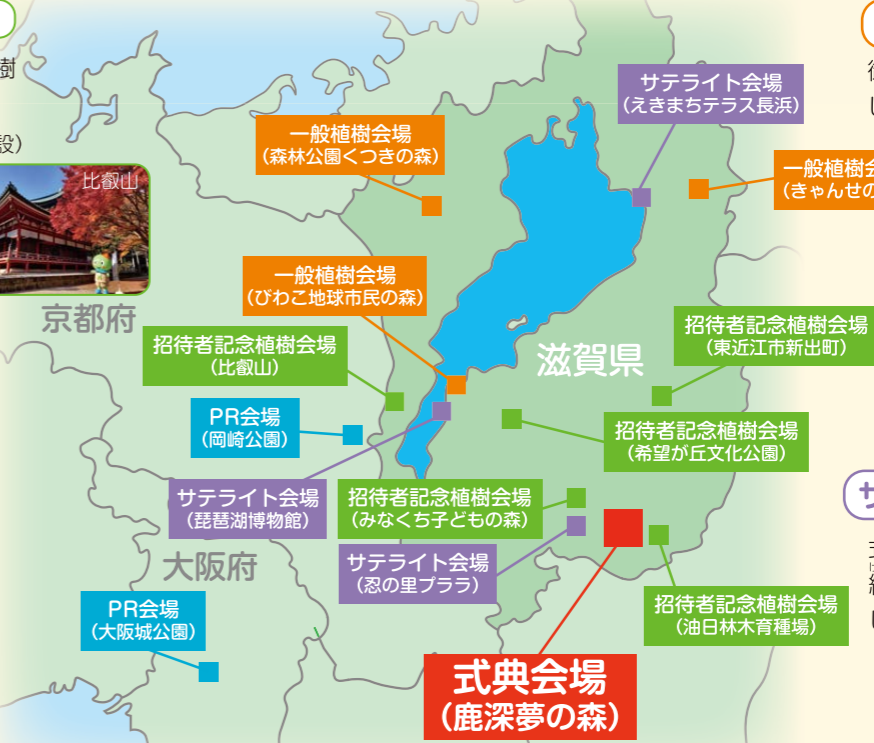 樹
設）
比叡山
京都府
大阪府
滋賀県
サテライト会場
（えきまちテラス長浜）
一般植樹会場
（森林公園くつきの森）
一般植樹会
（きゃんせの
一般植樹会場
（びわこ地球市民の森）
招待者記念植樹会場
（東近江市新出町）
招待者記念植樹会場
（比叡山）
PR会場
（岡崎公園）
招待者記念植樹会場
（希望が丘文化公園）
サテライト会場
（琵琶湖博物館）
招待者記念植樹会場
（みなくち子どもの森）
サテライト会場
（忍の里プララ）
PR会場
（大阪城公園）
招待者記念植樹会場
（油日林木育種場）
式典会場
（鹿深夢の森）